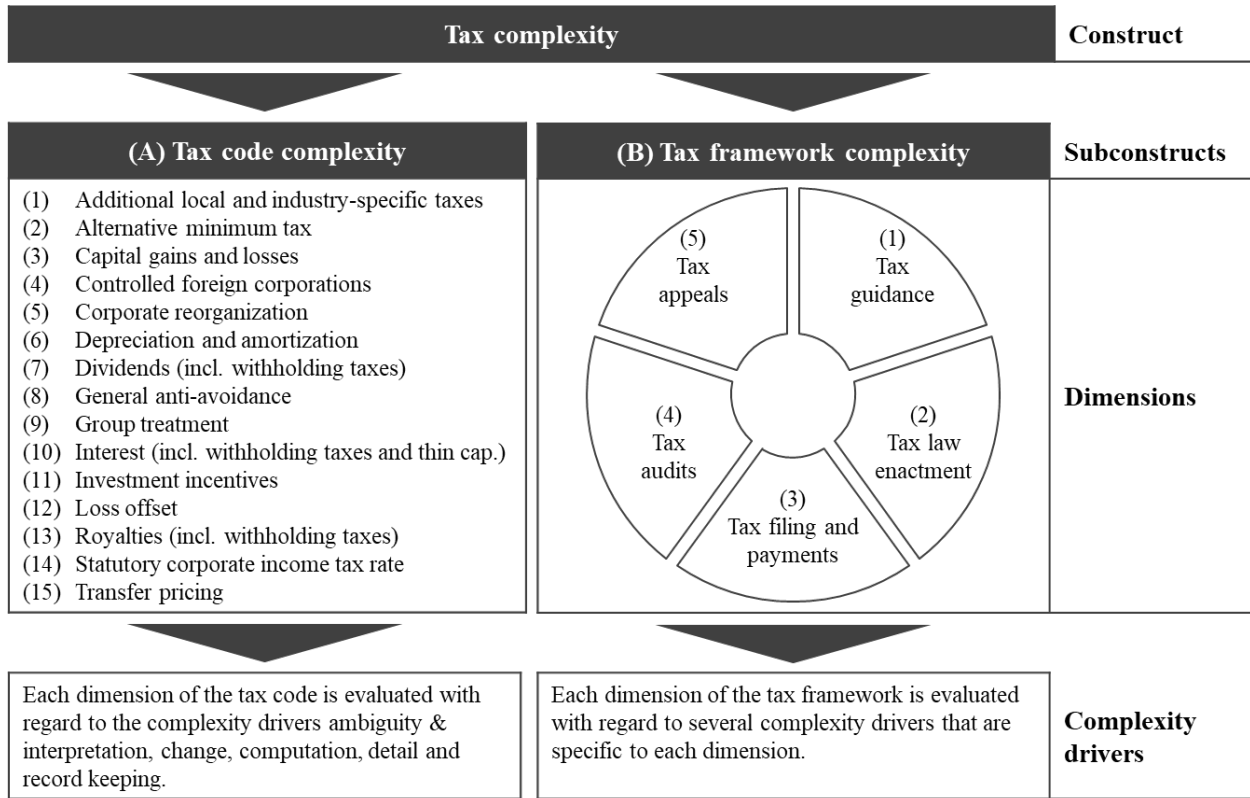 Tax complexity
Construct
(A) Tax code complexity
(B) Tax framework complexity
Subconstructs
(1) Additional local and industry-specific taxes
(2) Alternative minimum tax
(3) Capital gains and losses
(4) Controlled foreign corporations
(5) Corporate reorganization
(6) Depreciation and amortization
(7) Dividends (incl. withholding taxes)
(8) General anti-avoidance
(9) Group treatment
(10) Interest (incl. withholding taxes and thin cap.)
(11) Investment incentives
(12) Loss offset
(13) Royalties (incl. withholding taxes)
(14) Statutory corporate income tax rate
(15) Transfer pricing
(1)
Tax
guidance
(2)
Tax law
enactment
(3)
Tax filing and
payments
(4)
Tax
audits
(5)
Tax
appeals
Dimensions
Each dimension of the tax code is evaluated with
regard to the complexity drivers ambiguity &
interpretation, change, computation, detail and
record keeping.
Each dimension of the tax framework is evaluated
with regard to several complexity drivers that are
specific to each dimension.
Complexity
drivers